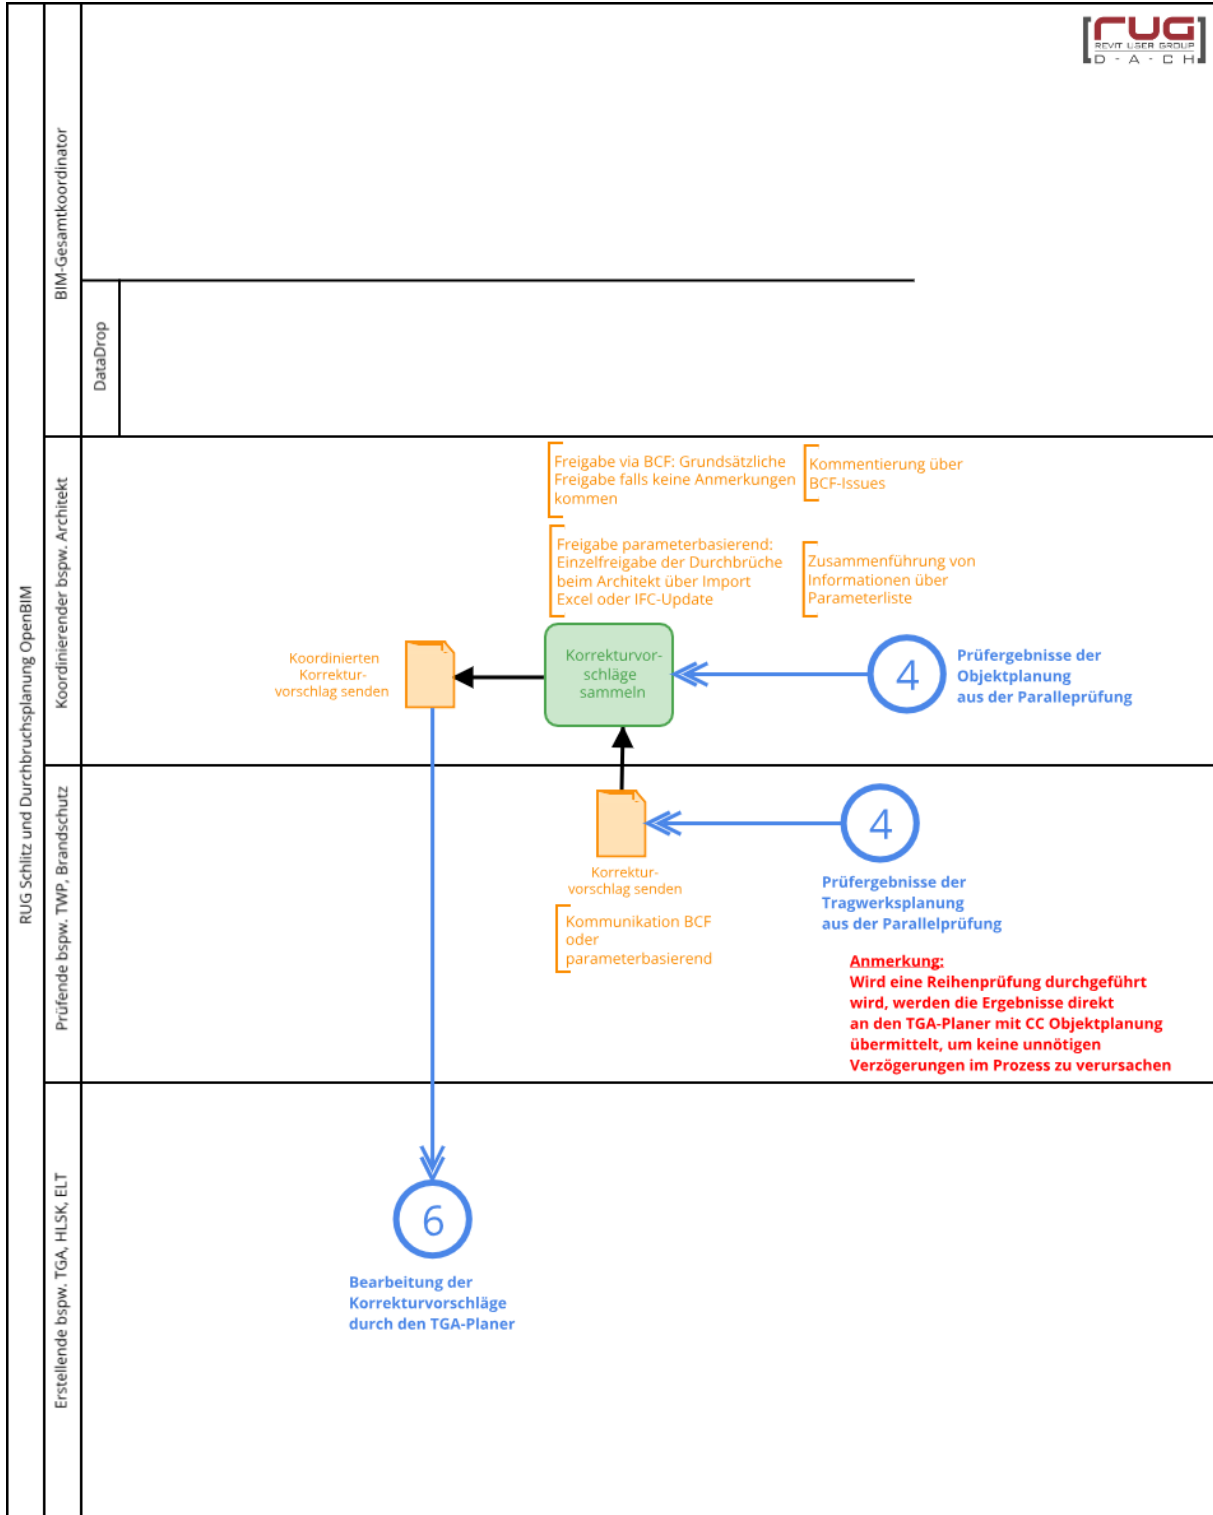 rUG
REVIT USER GROUP
D - A - C H
RUG Schlitz und Durchbruchsplanung OpenBIM
BIM-Gesamtkoordinator
DataDrop
Koordinierender bspw. Architekt
Freigabe via BCF: Grundsätzliche
Freigabe falls keine Anmerkungen
kommen
Kommentierung über
BCF-Issues
Freigabe parameterbasierend:
Einzelfreigabe der Durchbrüche
beim Architekt über Import
Excel oder IFC-Update
Zusammenführung von
Informationen über
Parameterliste
Koordinierten
Korrektur-
vorschlag senden
Korrekturvor-
schläge
sammeln
4
Prüfergebnisse der
Objektplanung
aus der Paralleprüfung
Prüfende bspw. TWP, Brandschutz
Korrektur-
vorschlag senden
Kommunikation BCF
oder
parameterbasierend
4
Prüfergebnisse der
Tragwerksplanung
aus der Parallelprüfung
Anmerkung:
Wird eine Reihenprüfung durchgeführt
wird, werden die Ergebnisse direkt
an den TGA-Planer mit CC Objektplanung
übermittelt, um keine unnötigen
Verzögerungen im Prozess zu verursachen
Erstellende bspw. TGA, HLSK, ELT
6
Bearbeitung der
Korrekturvorschläge
durch den TGA-Planer